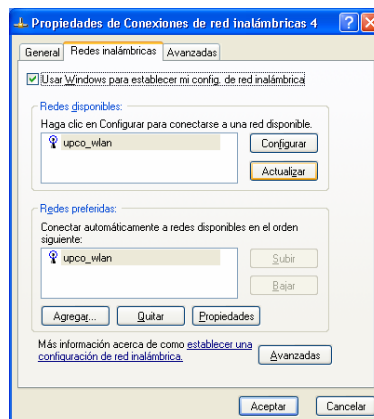 Propiedades de Conexiones de red inalámbricas 4
General Redes inalámbricas Avanzadas
Usar Windows para establecer mi config. de red inalámbrica
Redes disponibles:
Haga clic en Configurar para conectarse a una red disponible.
upco_wlan
Configurar
Actualizar
Redes preferidas:
Conectar automáticamente a redes disponibles en el orden
siguiente:
upco_wlan
Subir
Bajar
Agregar... Quitar Propiedades
Más información acerca de como establecer una
configuración de red inalámbrica.
Avanzadas
Aceptar Cancelar